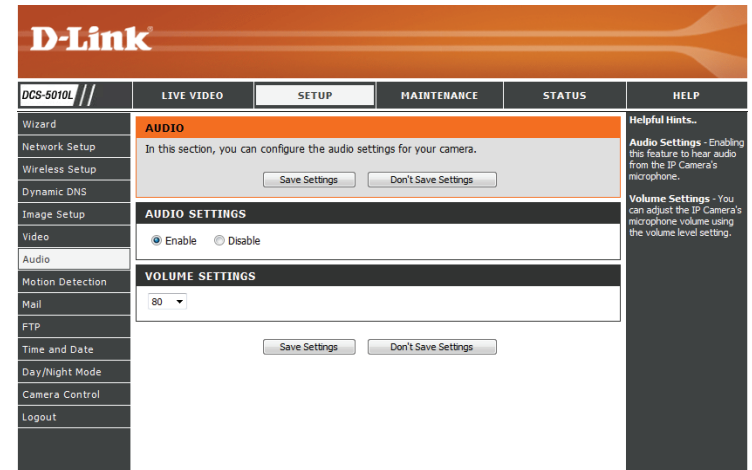 D-Link
DCS-5010L // LIVE VIDEO SETUP MAINTENANCE STATUS HELP
Wizard
Network Setup
Wireless Setup
Dynamic DNS
Image Setup
Video
Audio
Motion Detection
Mail
FTP
Time and Date
Day/Night Mode
Camera Control
Logout
AUDIO
In this section, you can configure the audio settings for your camera.
Save Settings Don't Save Settings
AUDIO SETTINGS
Enable Disable
VOLUME SETTINGS
80
Save Settings Don't Save Settings
Helpful Hints..
Audio Settings - Enabling
this feature to hear audio
from the IP Camera's
microphone.
Volume Settings - You
can adjust the IP Camera's
microphone volume using
the volume level setting.